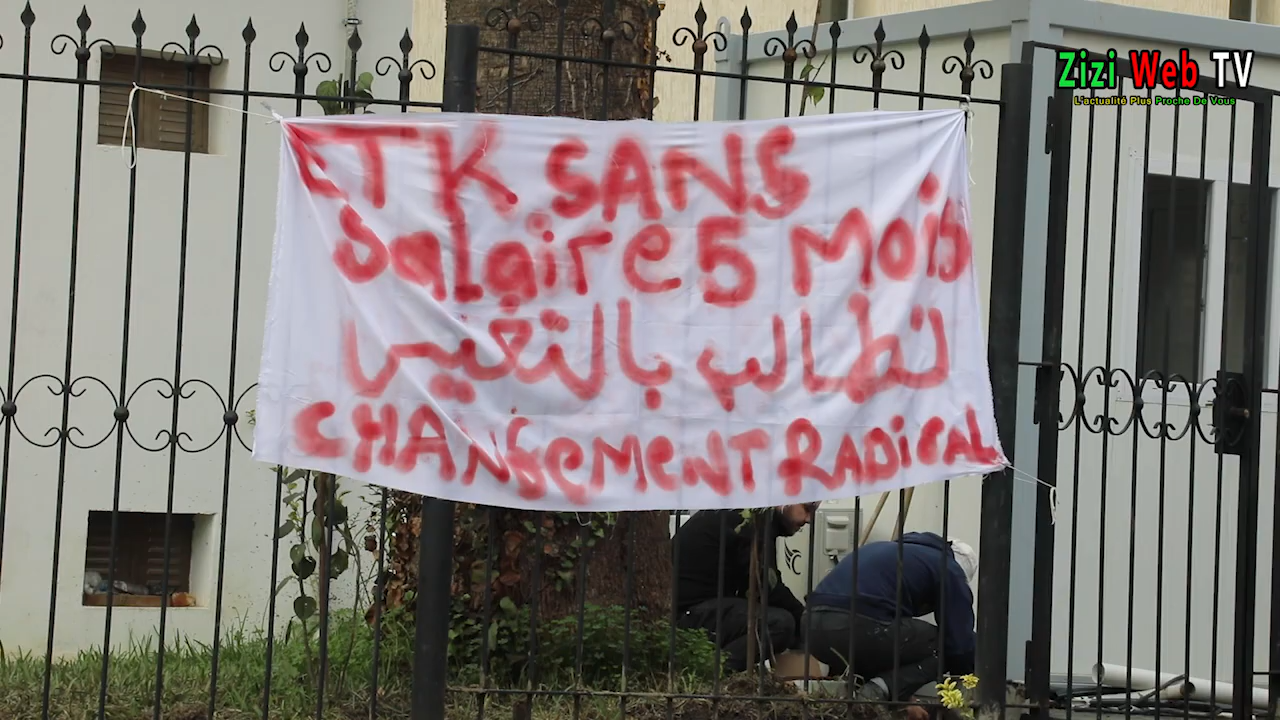 Zizi Web TV
L'actualité Plus Proche De Vous
ETK SANS
Salaire 5 Mois
نطالب بالتغيير
CHANGEMENT RADICAL